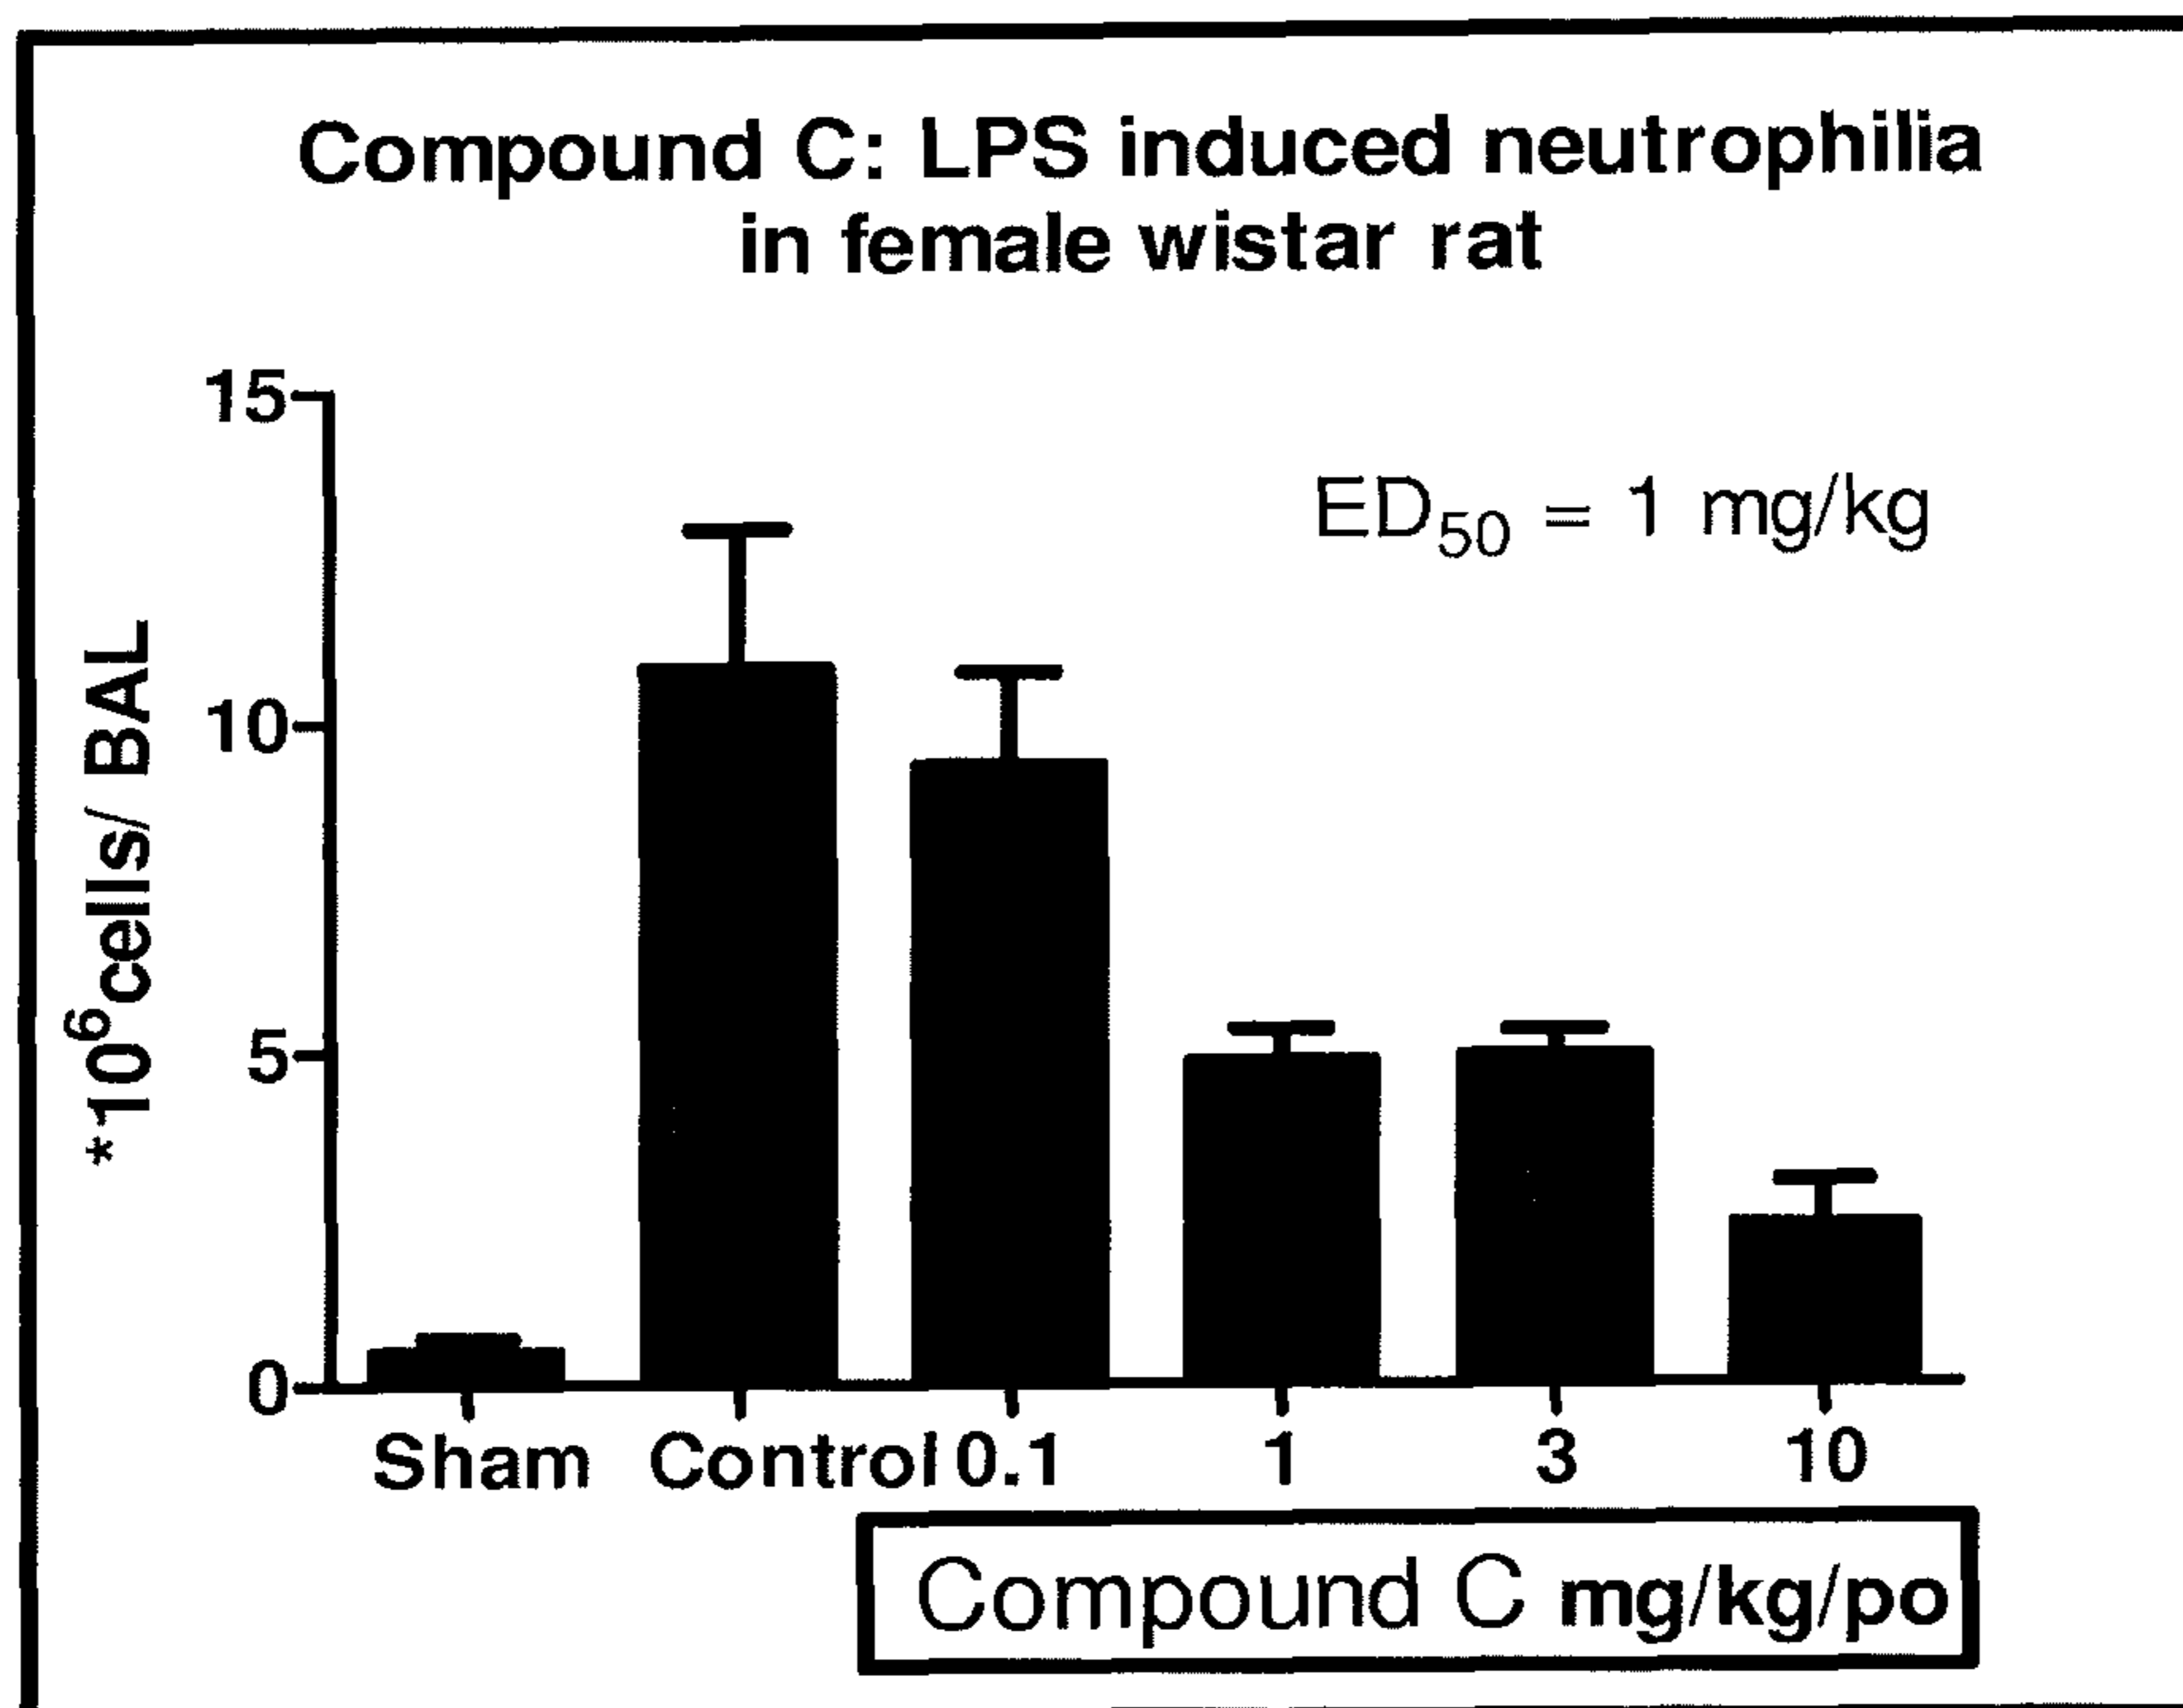 Compound C: LPS induced neutrophilia
in female wistar rat
15
ED₅₀ = 1 mg/kg
10
5
0
*10⁶cells/ BAL
Sham Control 0.1 1 3 10
Compound C mg/kg/po